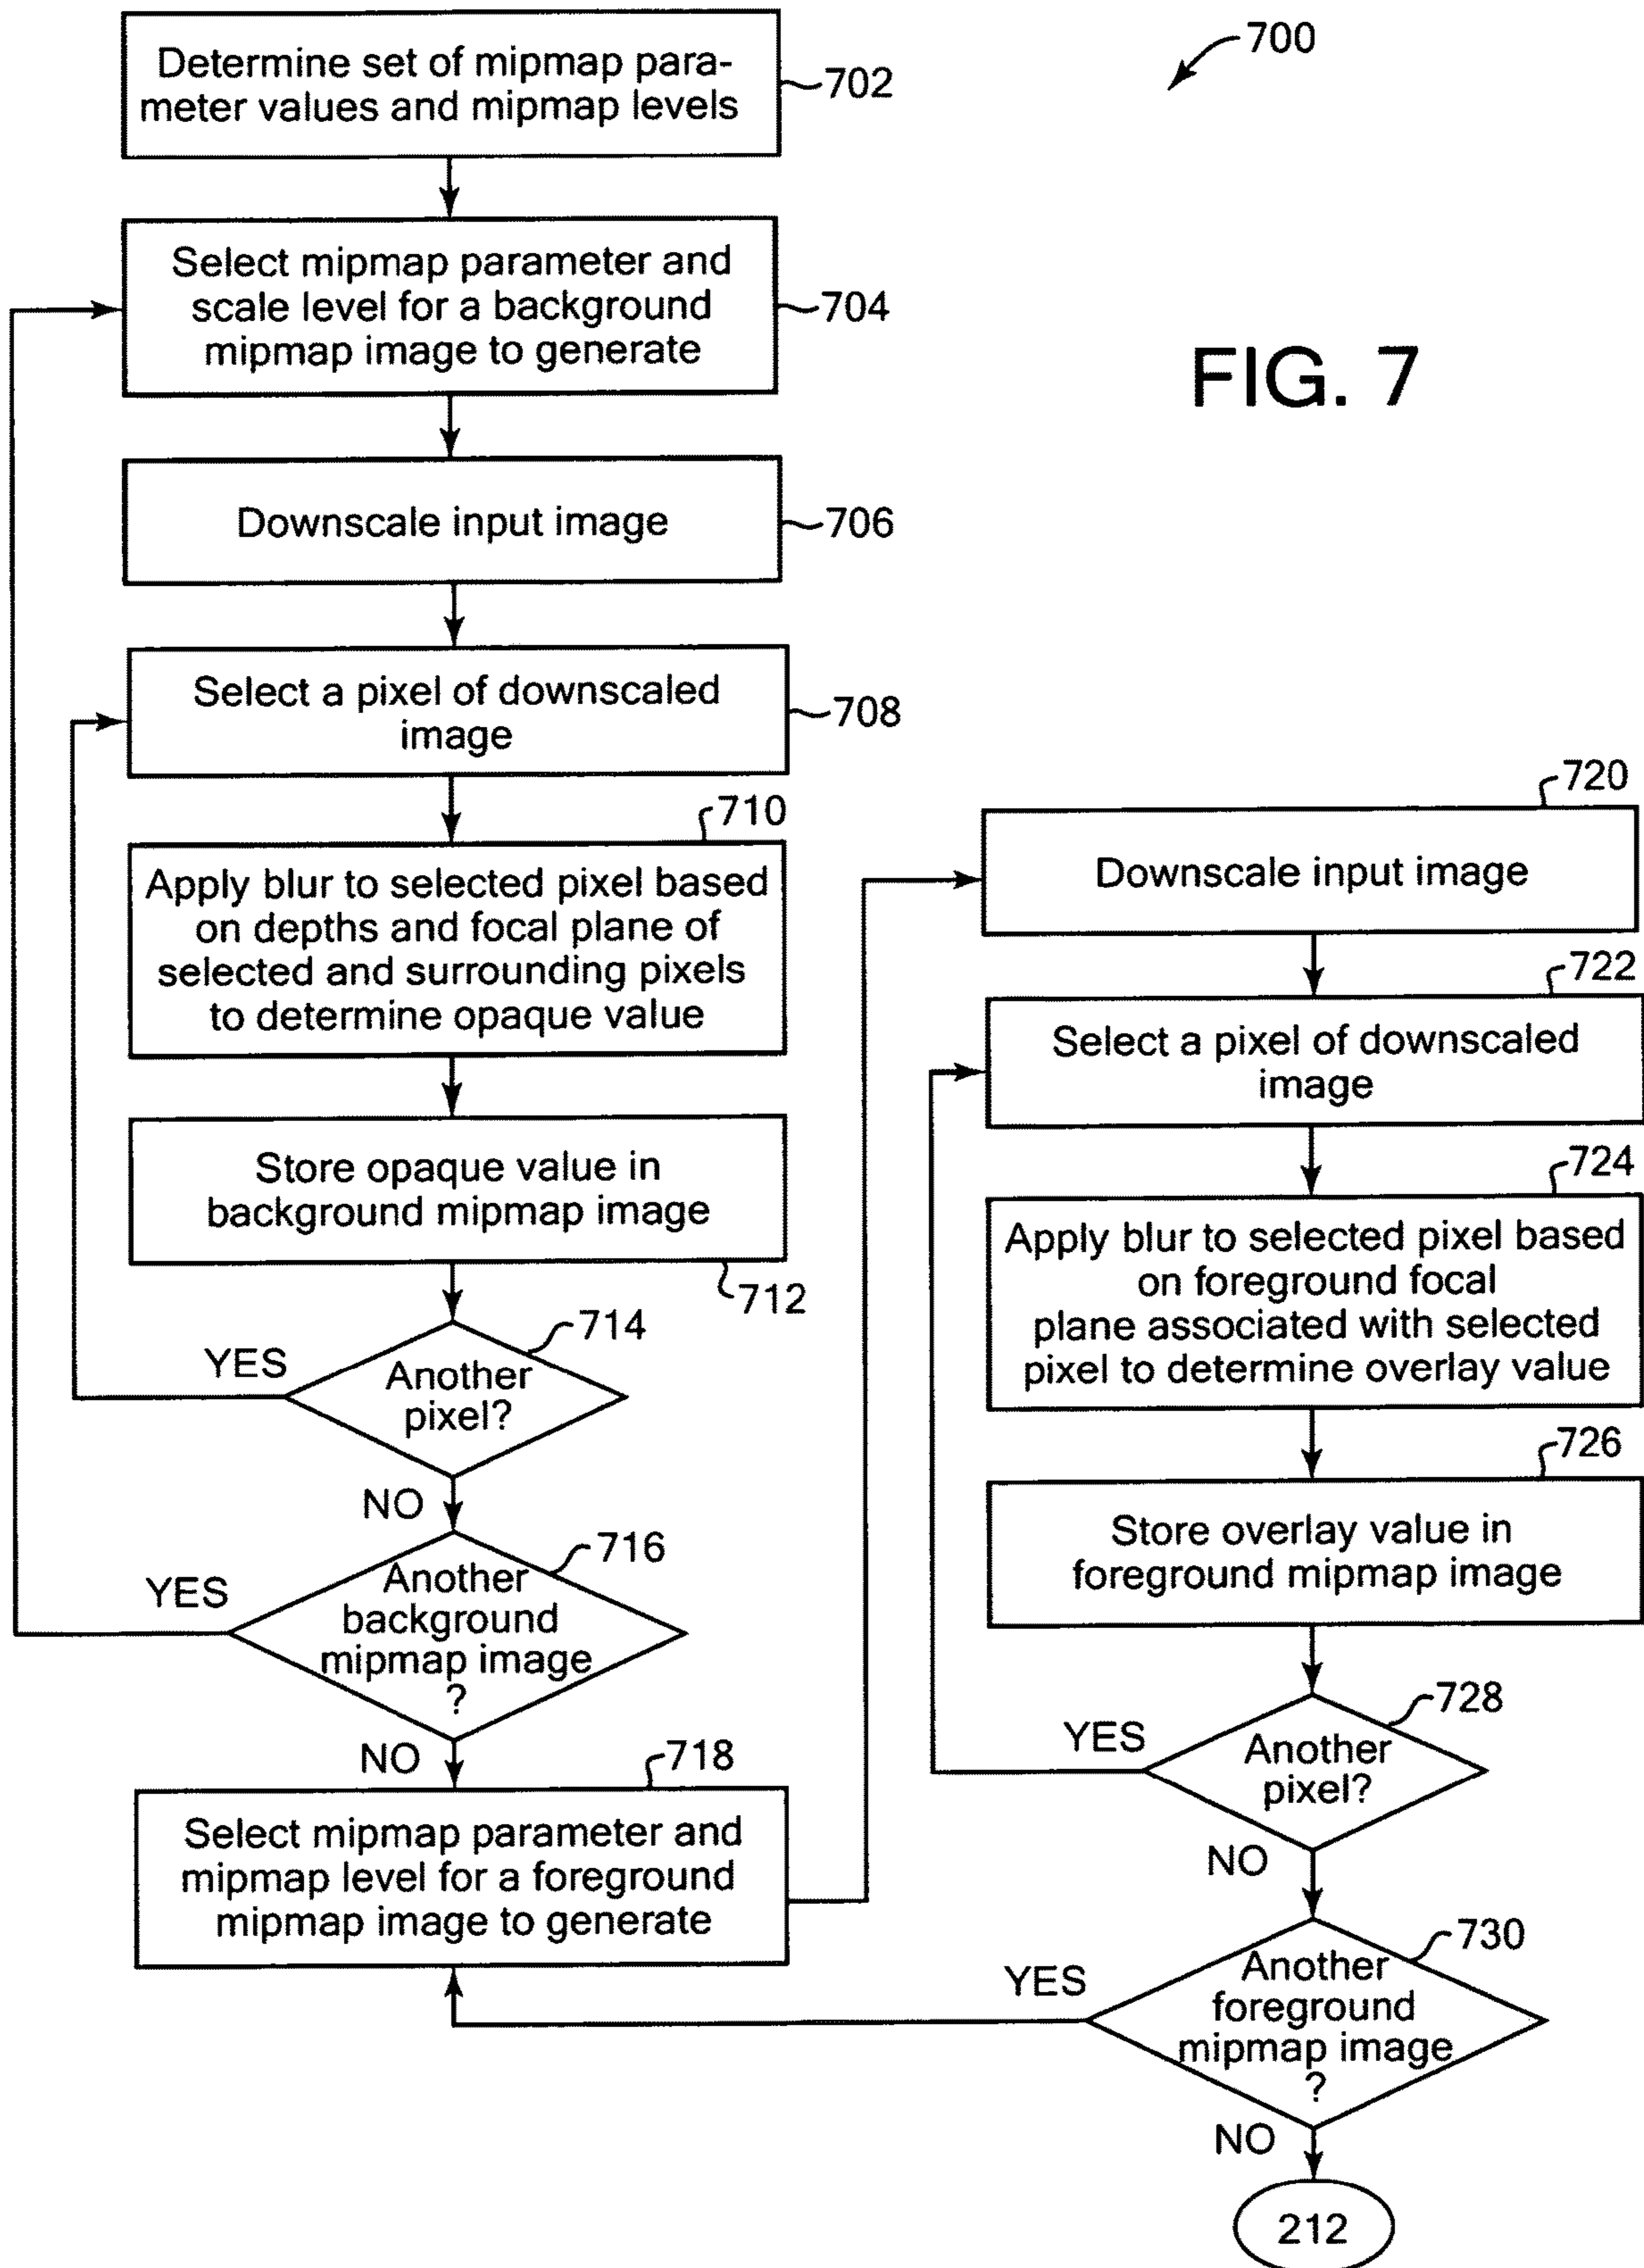 700
Determine set of mipmap para-
meter values and mipmap levels
702
Select mipmap parameter and
scale level for a background
mipmap image to generate
704
FIG. 7
Downscale input image
706
Select a pixel of downscaled
image
708
710
Apply blur to selected pixel based
on depths and focal plane of
selected and surrounding pixels
to determine opaque value
Store opaque value in
background mipmap image
712
714
YES
Another
pixel?
NO
716
YES
Another
background
mipmap image
?
NO
718
Select mipmap parameter and
mipmap level for a foreground
mipmap image to generate
720
Downscale input image
722
Select a pixel of downscaled
image
724
Apply blur to selected pixel based
on foreground focal
plane associated with selected
pixel to determine overlay value
726
Store overlay value in
foreground mipmap image
728
YES
Another
pixel?
NO
730
YES
Another
foreground
mipmap image
?
NO
212